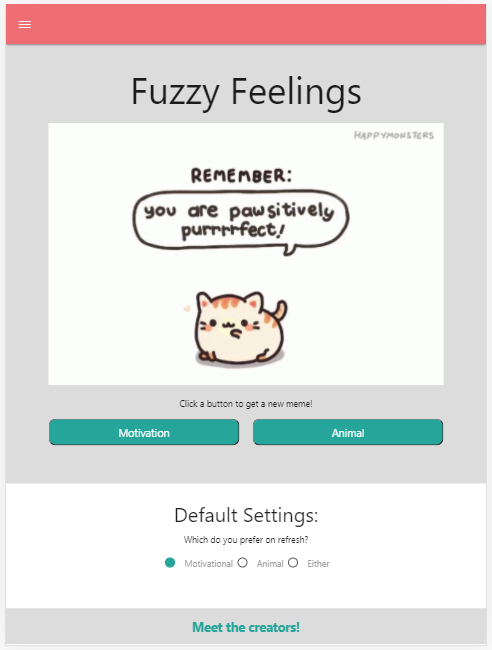 Fuzzy Feelings
HAPPYMONSTERS
REMEMBER:
you are pawsitively
purrrrfect!
Click a button to get a new meme!
Motivation Animal
Default Settings:
Which do you prefer on refresh?
Motivational Animal Either
Meet the creators!